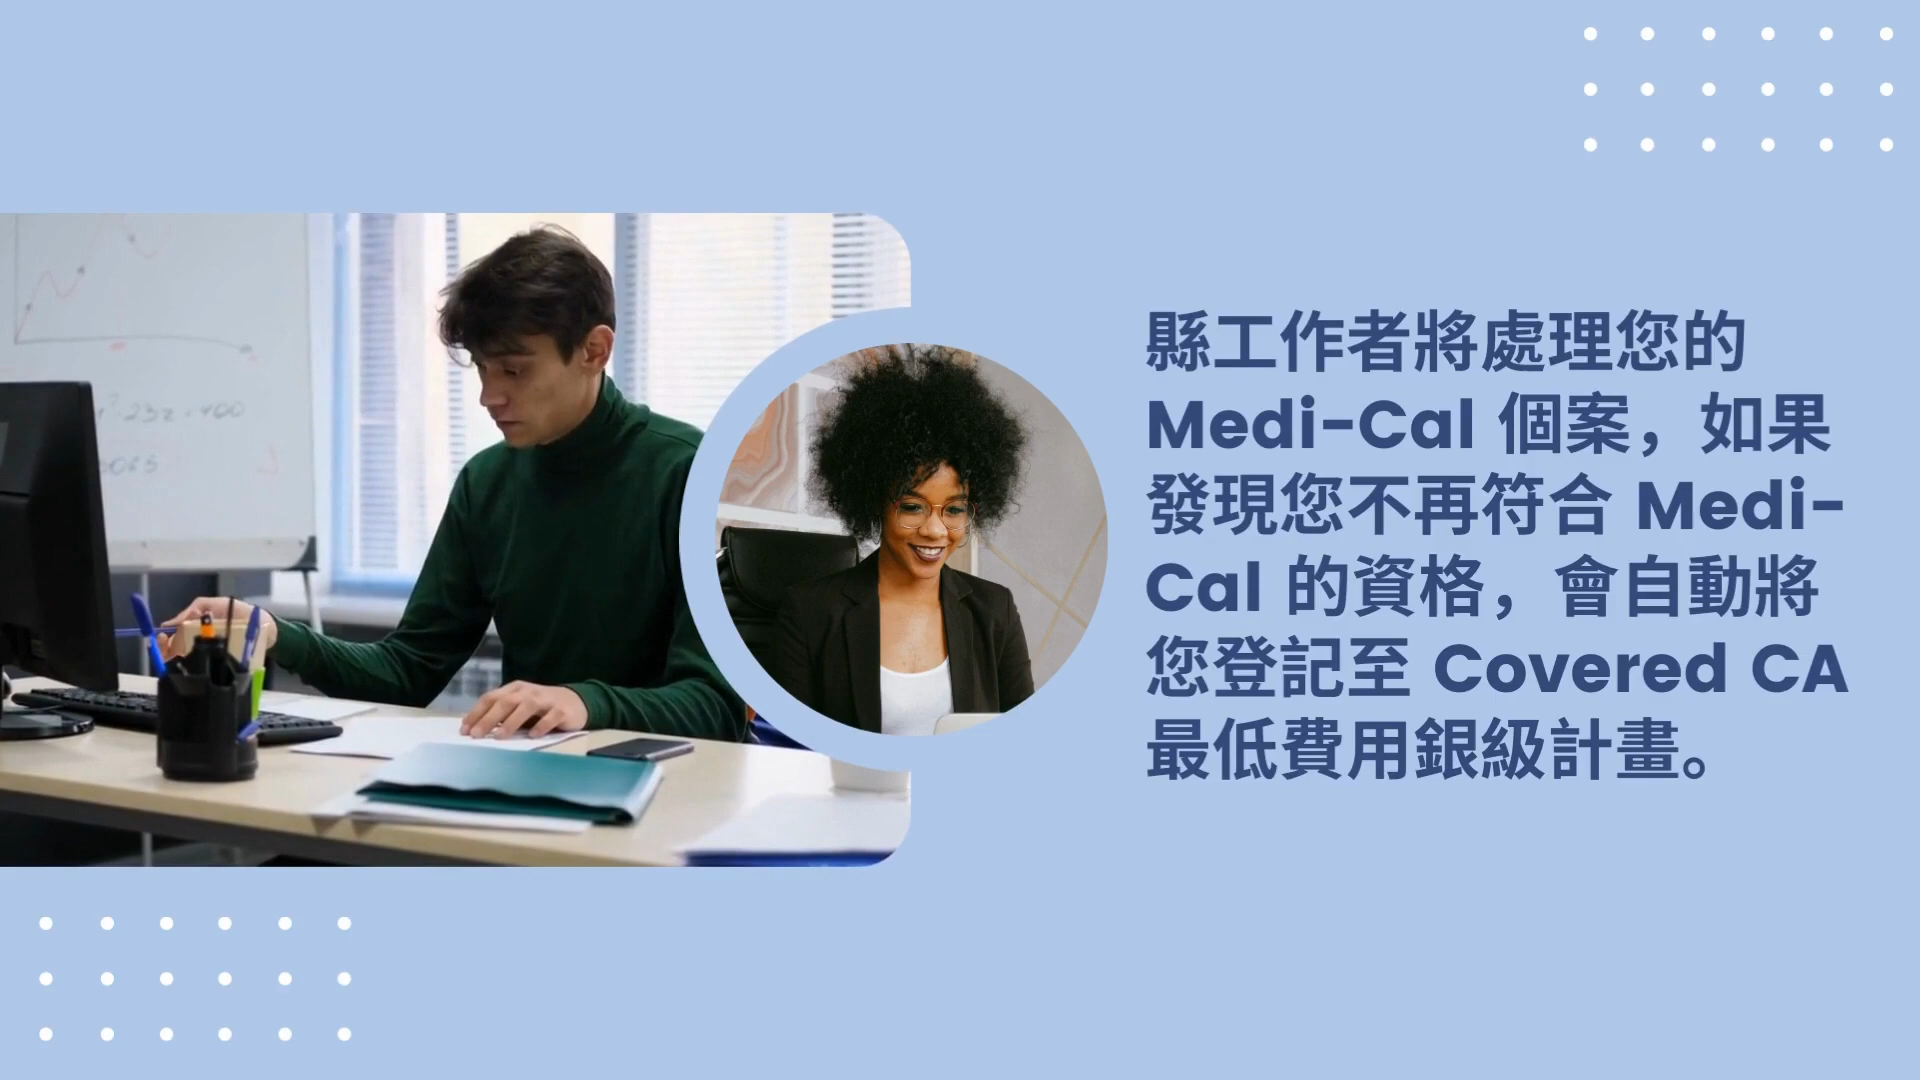 縣工作者將處理您的
Medi-Cal 個案，如果
發現您不再符合 Medi-
Cal 的資格，會自動將
您登記至 Covered CA
最低費用銀級計畫。